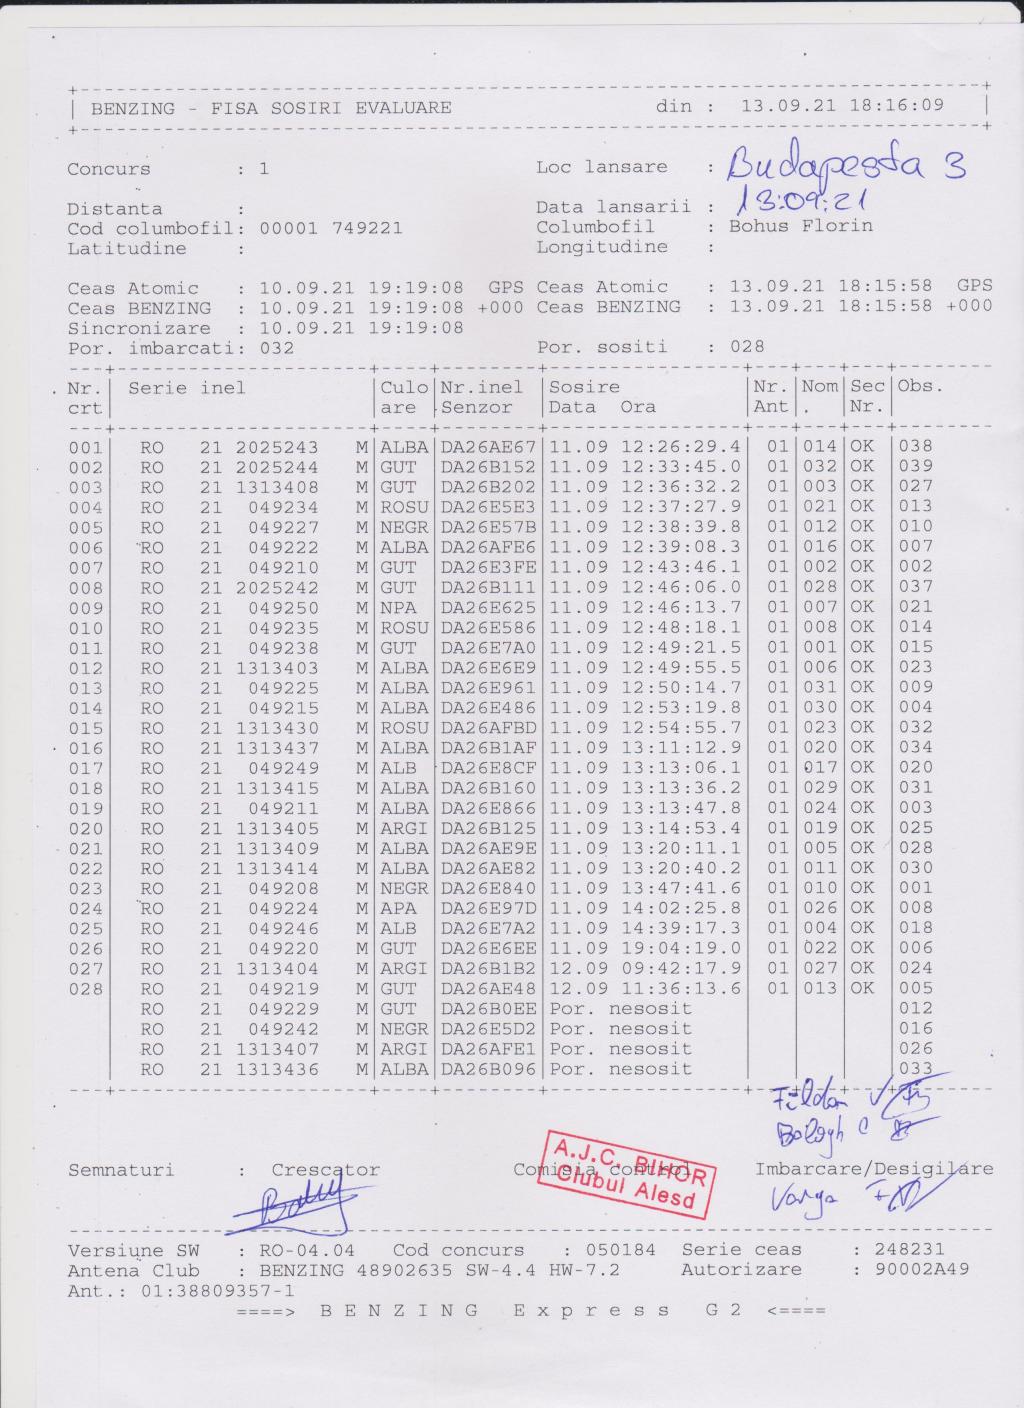 BENZING - FISA SOSIRI EVALUARE din : 13.09.21 18:16:09
Concurs : 1 Loc lansare : Budapesta 3
Distanta : Data lansarii : 13:09:21
Cod columbofil: 00001 749221 Columbofil : Bohus Florin
Latitudine : Longitudine :
Ceas Atomic : 10.09.21 19:19:08 GPS Ceas Atomic : 13.09.21 18:15:58 GPS
Ceas BENZING : 10.09.21 19:19:08 +000 Ceas BENZING : 13.09.21 18:15:58 +000
Sincronizare : 10.09.21 19:19:08
Por. imbarcati: 032 Por. sositi : 028
Nr. Serie inel Culo Nr.inel Sosire Nr. Nom Sec Obs.
crt are Senzor Data Ora Ant . Nr.
001 RO 21 2025243 M ALBA DA26AE67 11.09 12:26:29.4 01 014 OK 038
002 RO 21 2025244 M GUT DA26B152 11.09 12:33:45.0 01 032 OK 039
003 RO 21 1313408 M GUT DA26B202 11.09 12:36:32.2 01 003 OK 027
004 RO 21 049234 M ROSU DA26E5E3 11.09 12:37:27.9 01 021 OK 013
005 RO 21 049227 M NEGR DA26E57B 11.09 12:38:39.8 01 012 OK 010
006 RO 21 049222 M ALBA DA26AFE6 11.09 12:39:08.3 01 016 OK 007
007 RO 21 049210 M GUT DA26E3FE 11.09 12:43:46.1 01 002 OK 002
008 RO 21 2025242 M GUT DA26B111 11.09 12:46:06.0 01 028 OK 037
009 RO 21 049250 M NPA DA26E625 11.09 12:46:13.7 01 007 OK 021
010 RO 21 049235 M ROSU DA26E586 11.09 12:48:18.1 01 008 OK 014
011 RO 21 049238 M GUT DA26E7A0 11.09 12:49:21.5 01 001 OK 015
012 RO 21 1313403 M ALBA DA26E6E9 11.09 12:49:55.5 01 006 OK 023
013 RO 21 049225 M ALBA DA26E961 11.09 12:50:14.7 01 031 OK 009
014 RO 21 049215 M ALBA DA26E486 11.09 12:53:19.8 01 030 OK 004
015 RO 21 1313430 M ROSU DA26AFBD 11.09 12:54:55.7 01 023 OK 032
016 RO 21 1313437 M ALBA DA26B1AF 11.09 13:11:12.9 01 020 OK 034
017 RO 21 049249 M ALB DA26E8CF 11.09 13:13:06.1 01 017 OK 020
018 RO 21 1313415 M ALBA DA26B160 11.09 13:13:36.2 01 029 OK 031
019 RO 21 049211 M ALBA DA26E866 11.09 13:13:47.8 01 024 OK 003
020 RO 21 1313405 M ARGI DA26B125 11.09 13:14:53.4 01 019 OK 025
021 RO 21 1313409 M ALBA DA26AE9E 11.09 13:20:11.1 01 005 OK 028
022 RO 21 1313414 M ALBA DA26AE82 11.09 13:20:40.2 01 011 OK 030
023 RO 21 049208 M NEGR DA26E840 11.09 13:47:41.6 01 010 OK 001
024 RO 21 049224 M APA DA26E97D 11.09 14:02:25.8 01 026 OK 008
025 RO 21 049246 M ALB DA26E7A2 11.09 14:39:17.3 01 004 OK 018
026 RO 21 049220 M GUT DA26E6EE 11.09 19:04:19.0 01 022 OK 006
027 RO 21 1313404 M ARGI DA26B1B2 12.09 09:42:17.9 01 027 OK 024
028 RO 21 049219 M GUT DA26AE48 12.09 11:36:13.6 01 013 OK 005
RO 21 049229 M GUT DA26B0EE Por. nesosit 012
RO 21 049242 M NEGR DA26E5D2 Por. nesosit 016
RO 21 1313407 M ARGI DA26AFE1 Por. nesosit 026
RO 21 1313436 M ALBA DA26B096 Por. nesosit 033
A.J.C. BIHOR
Clubul Alesd
Semnaturi : Crescator Comisia control Imbarcare/Desigilare
Varga
Versiune SW : RO-04.04 Cod concurs : 050184 Serie ceas : 248231
Antena Club : BENZING 48902635 SW-4.4 HW-7.2 Autorizare : 90002A49
Ant.: 01:38809357-1
====> B E N Z I N G E x p r e s s G 2 <====